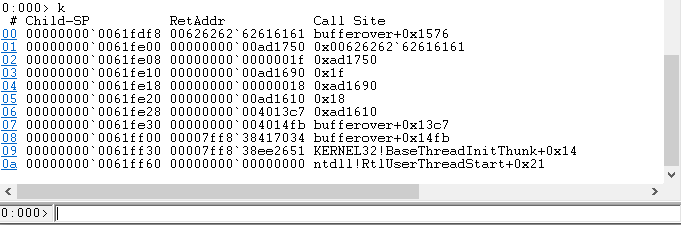 0:000> k
 # Child-SP          RetAddr           Call Site
00 00000000`0061fdf8 00626262`62616161 bufferover+0x1576
01 00000000`0061fe00 00000000`00ad1750 0x00626262`62616161
02 00000000`0061fe08 00000000`0000001f 0xad1750
03 00000000`0061fe10 00000000`00ad1690 0x1f
04 00000000`0061fe18 00000000`00000018 0xad1690
05 00000000`0061fe20 00000000`00ad1610 0x18
06 00000000`0061fe28 00000000`004013c7 0xad1610
07 00000000`0061fe30 00000000`004014fb bufferover+0x13c7
08 00000000`0061ff00 00007ff8`38417034 bufferover+0x14fb
09 00000000`0061ff30 00007ff8`38ee2651 KERNEL32!BaseThreadInitThunk+0x14
0a 00000000`0061ff60 00000000`00000000 ntdll!RtlUserThreadStart+0x21
0:000>